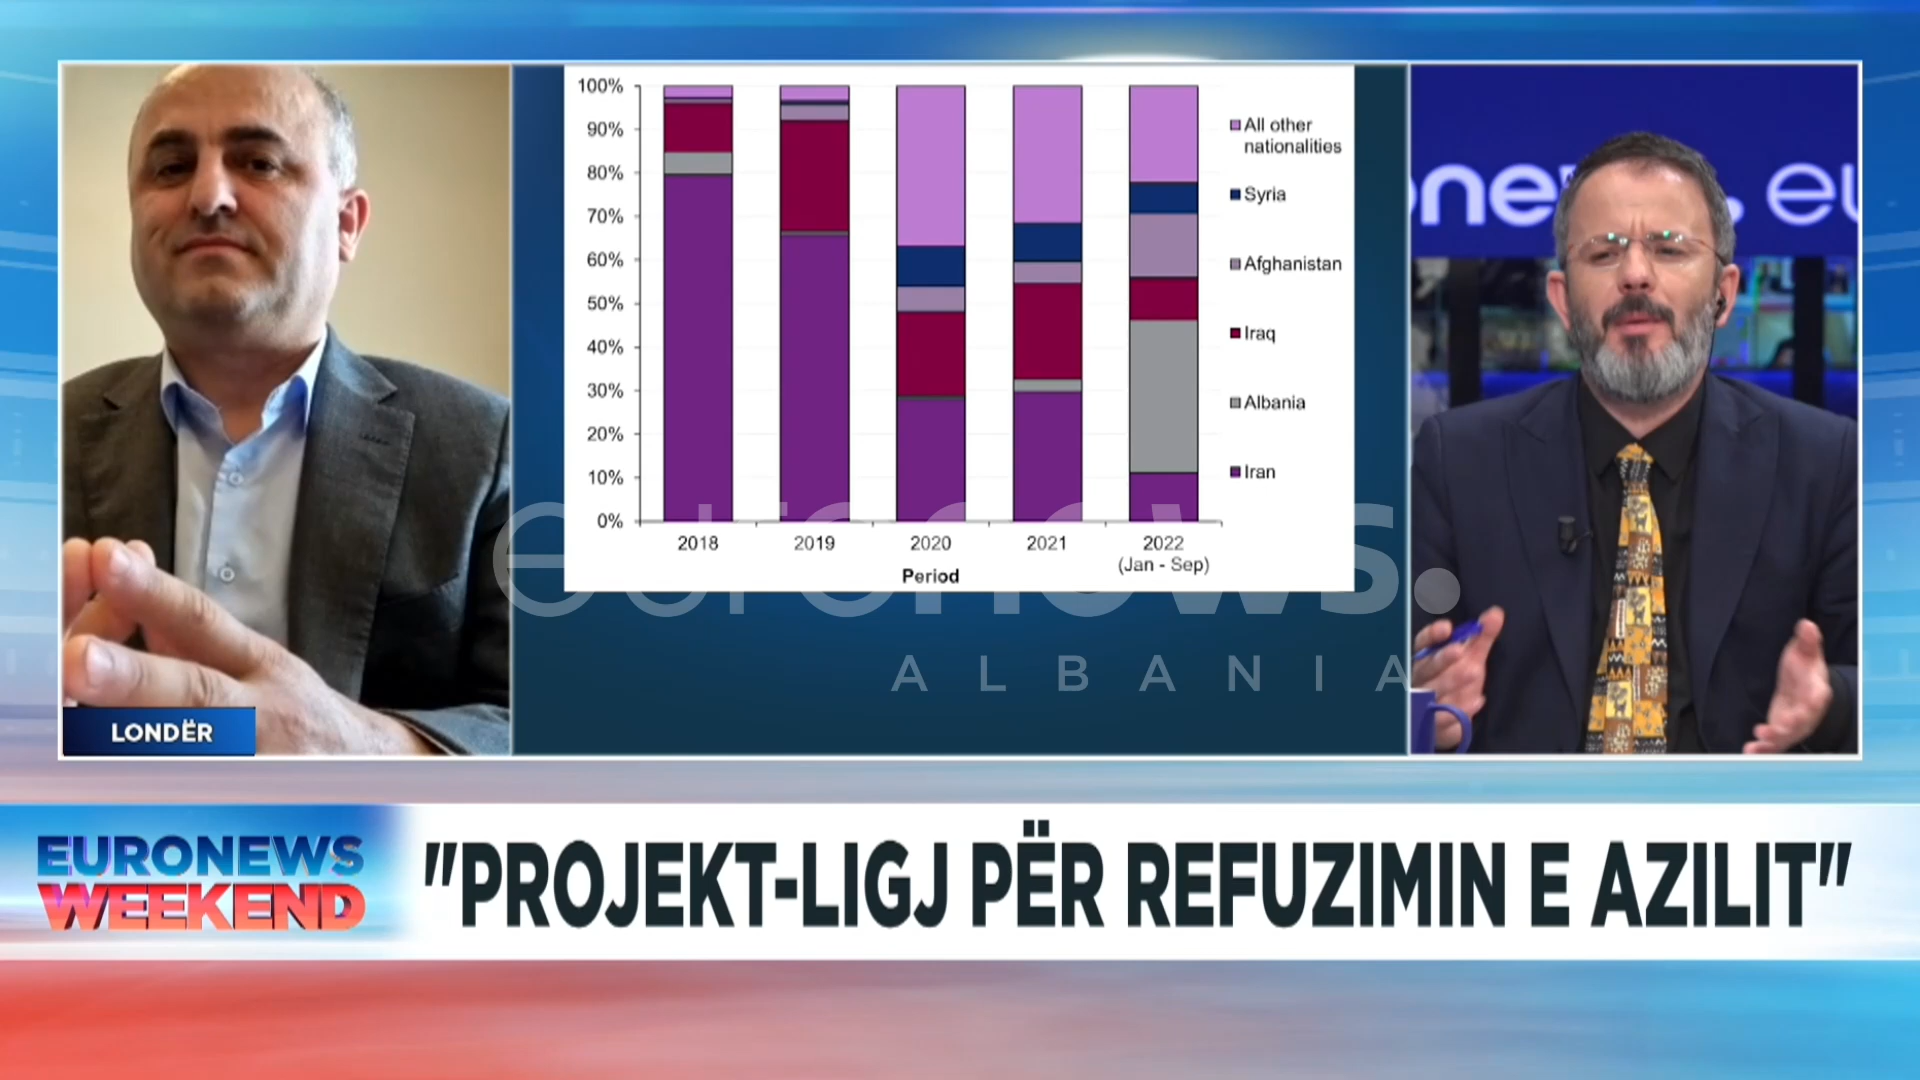 100%
90%
80%
70%
60%
50%
40%
30%
20%
10%
0%
2018
2019
2020
2021
2022
(Jan - Sep)
Period
All other
nationalities
Syria
Afghanistan
Iraq
Albania
Iran
euronews.
ALBANIA
LONDËR
EURONEWS
WEEKEND
"PROJEKT-LIGJ PËR REFUZIMIN E AZILIT"